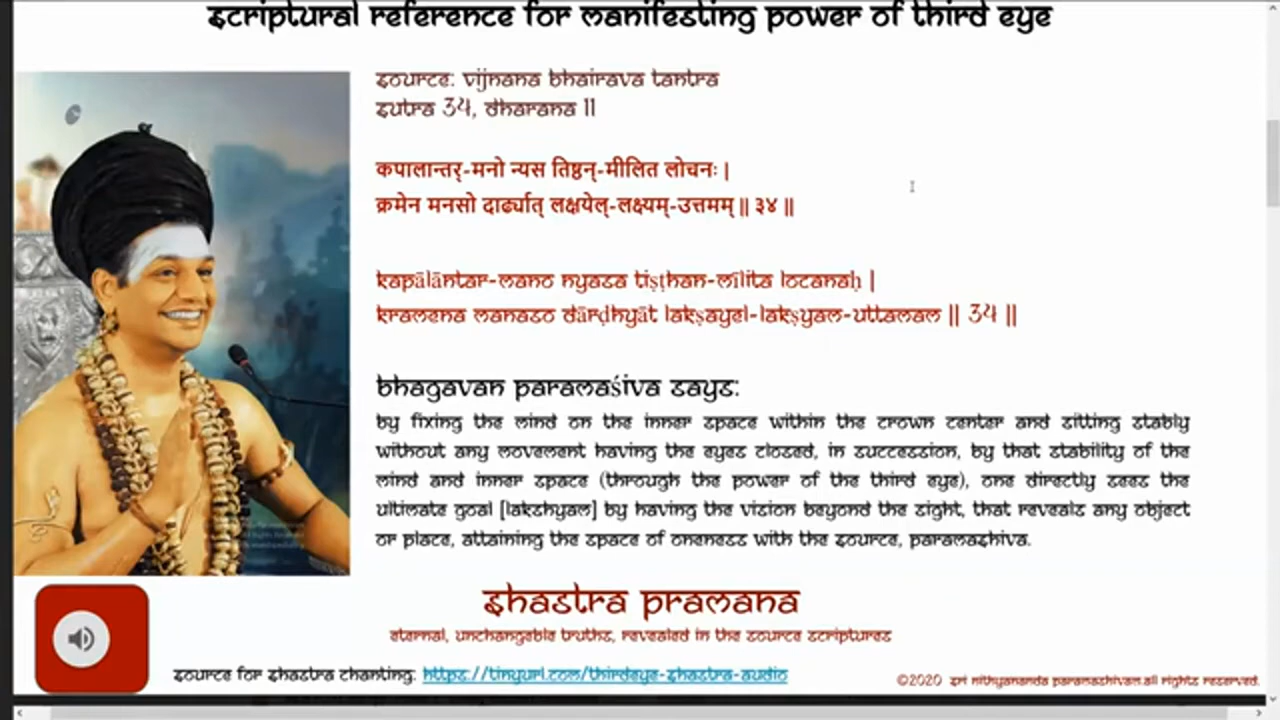 scriptural reference for manifesting power of third eye
source: vijnana bhairava tantra
sutra 34, dharana 11
कपालान्तर्-मनो न्यस तिष्ठन्-मीलित लोचनः |
क्रमेन मनसो दार्ढ्यात् लक्षयेल्-लक्ष्यम्-उत्तमम् || ३४ ||
kapālāntar-mano nyasa tiṣṭhan-mīlita locanaḥ |
kramena manaso dārḍhyāt lakṣayel-lakṣyam-uttamam || 34 ||
bhagavan paramaśiva says:
by fixing the mind on the inner space within the crown center and sitting stably
without any movement having the eyes closed, in succession, by that stability of the
mind and inner space (through the power of the third eye), one directly sees the
ultimate goal [lakshyam] by having the vision beyond the sight, that reveals any object
or place, attaining the space of oneness with the source, paramashiva.
shastra pramana
eternal, unchangeble truths, revealed in the source scriptures
source for shastra chanting: https://tinyurl.com/thirdeye-shastra-audio
©2020 sri nithyananda paramashivam.all rights reserved.